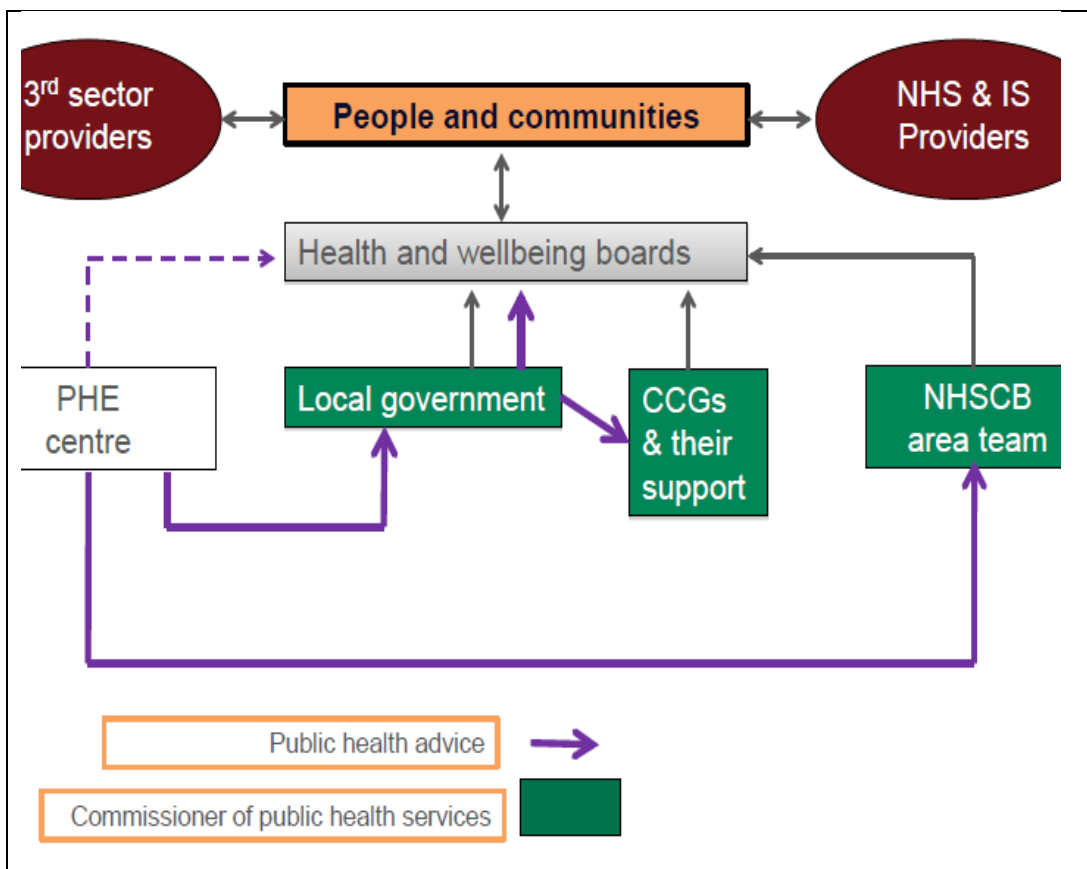 3rd sector
providers
People and communities
NHS & IS
Providers
Health and wellbeing boards
PHE
centre
Local government
CCGs
& their
support
NHSCB
area team
Public health advice
Commissioner of public health services